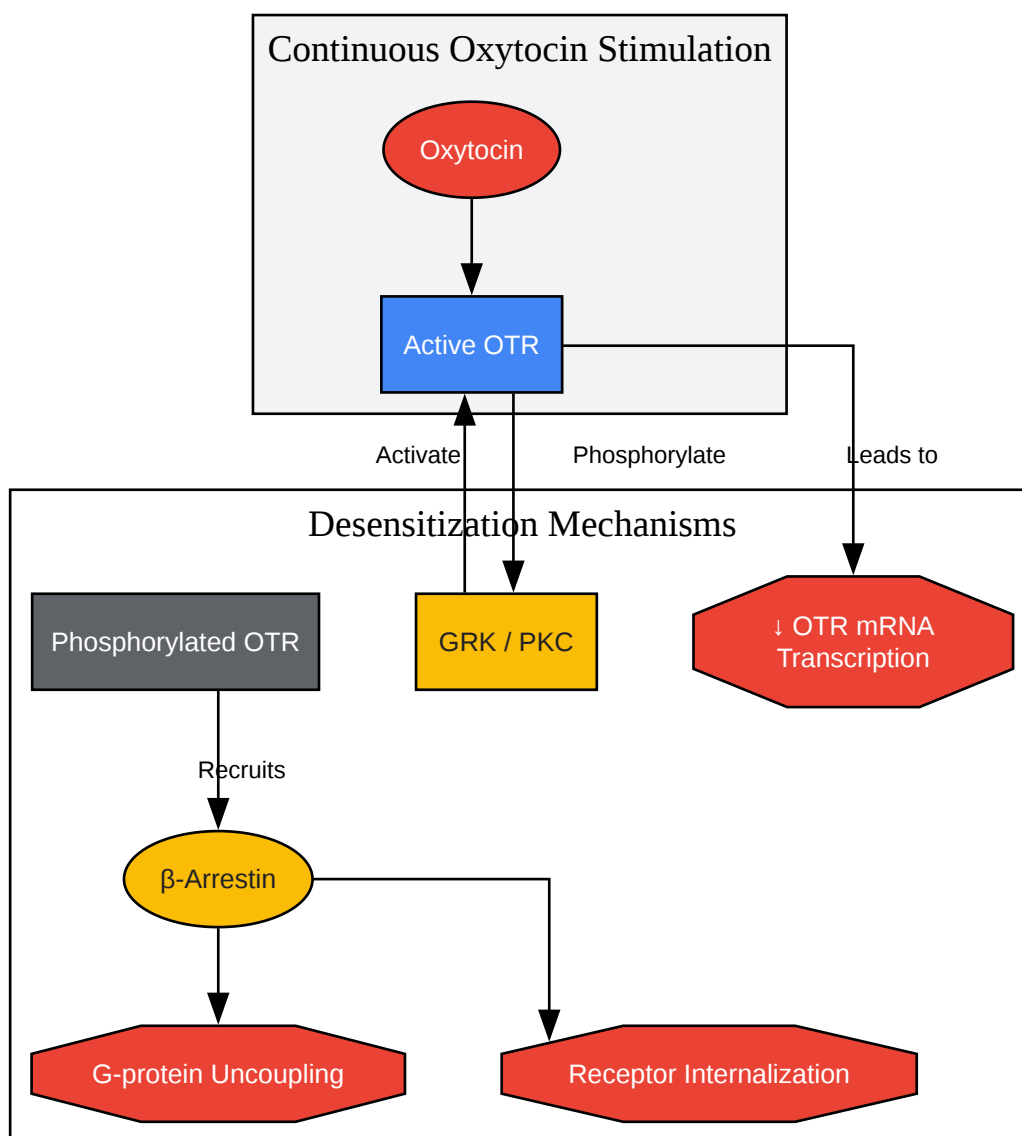 Continuous Oxytocin Stimulation
Oxytocin
Active OTR
Activate
Phosphorylate
Leads to
Desensitization Mechanisms
Phosphorylated OTR
GRK / PKC
↓ OTR mRNA
Transcription
Recruits
β-Arrestin
G-protein Uncoupling
Receptor Internalization